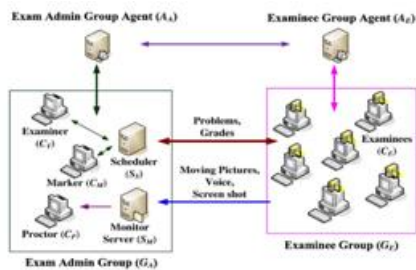 Exam Admin Group Agent (A_A)
Examinee Group Agent (A_E)
Examiner
(C_T)
Scheduler
(S_S)
Marker (C_M)
Proctor (C_P)
Monitor
Server (S_M)
Exam Admin Group (G_A)
Problems,
Grades
Moving Pictures,
Voice,
Screen shot
Examinees
(C_E)
Examinee Group (G_E)